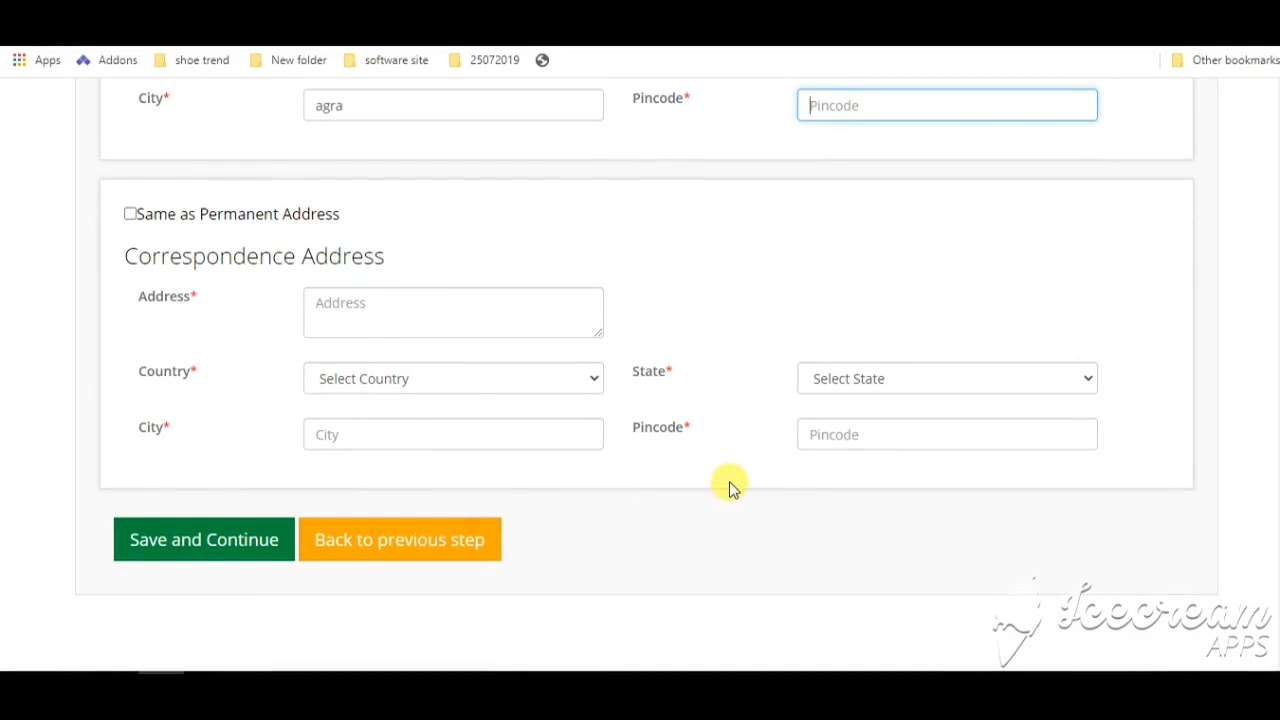 Apps Addons shoe trend New folder software site 25072019 Other bookmarks
City* agra Pincode* Pincode
Same as Permanent Address
Correspondence Address
Address* Address
Country* Select Country State* Select State
City* City Pincode* Pincode
Save and Continue Back to previous step
Icecream
APPS